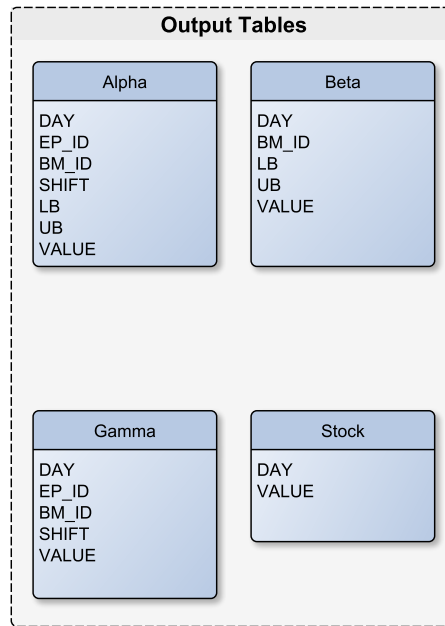 Output Tables
Alpha
DAY
EP_ID
BM_ID
SHIFT
LB
UB
VALUE
Beta
DAY
BM_ID
LB
UB
VALUE
Gamma
DAY
EP_ID
BM_ID
SHIFT
VALUE
Stock
DAY
VALUE